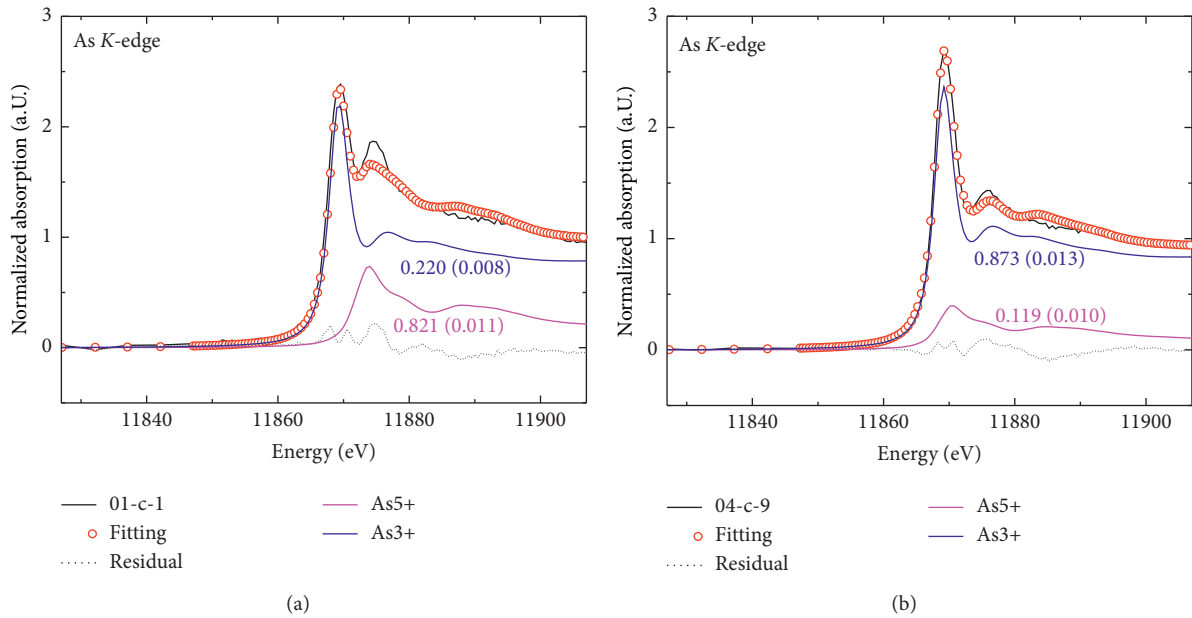 As K-edge
3
2
1
0
Normalized absorption (a.U.)
0.220 (0.008)
0.821 (0.011)
11840 11860 11880 11900
Energy (eV)
01-c-1
Fitting
Residual
As5+
As3+
(a)
As K-edge
3
2
1
0
Normalized absorption (a.U.)
0.873 (0.013)
0.119 (0.010)
11840 11860 11880 11900
Energy (eV)
04-c-9
Fitting
Residual
As5+
As3+
(b)